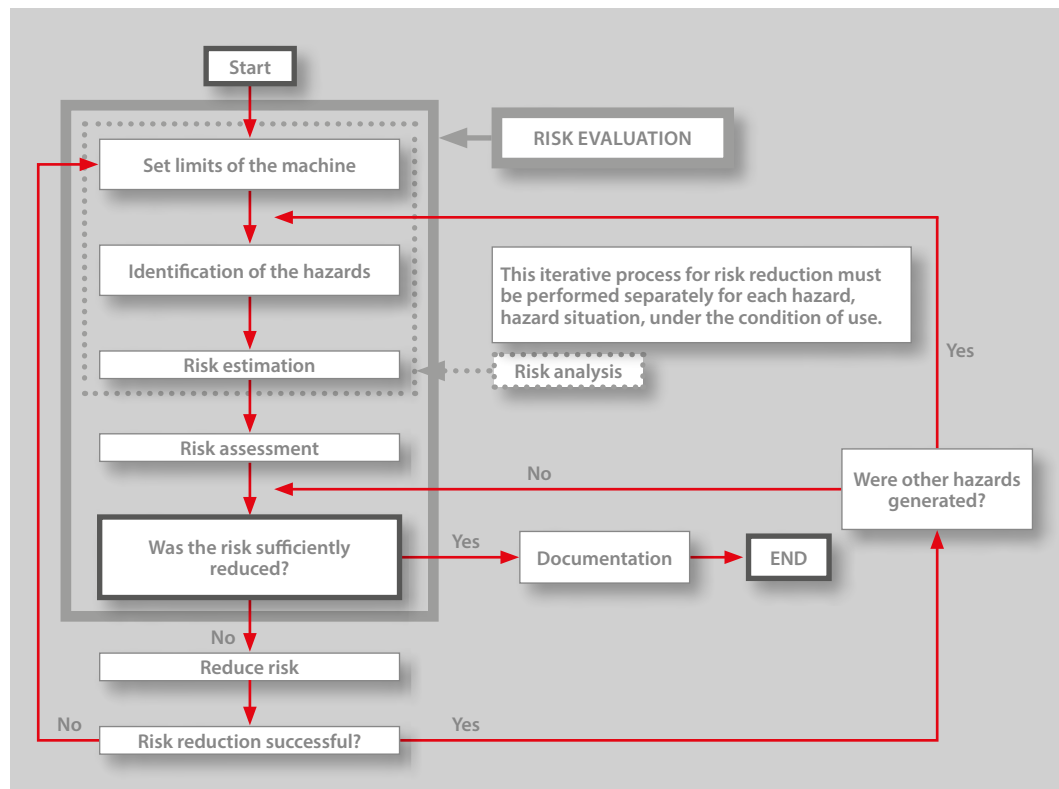 Start
RISK EVALUATION
Set limits of the machine
Identification of the hazards
This iterative process for risk reduction must
be performed separately for each hazard,
hazard situation, under the condition of use.
Yes
Risk estimation
Risk analysis
Risk assessment
No
Were other hazards
generated?
Was the risk sufficiently
reduced?
Yes
Documentation
END
No
Reduce risk
No
Risk reduction successful?
Yes